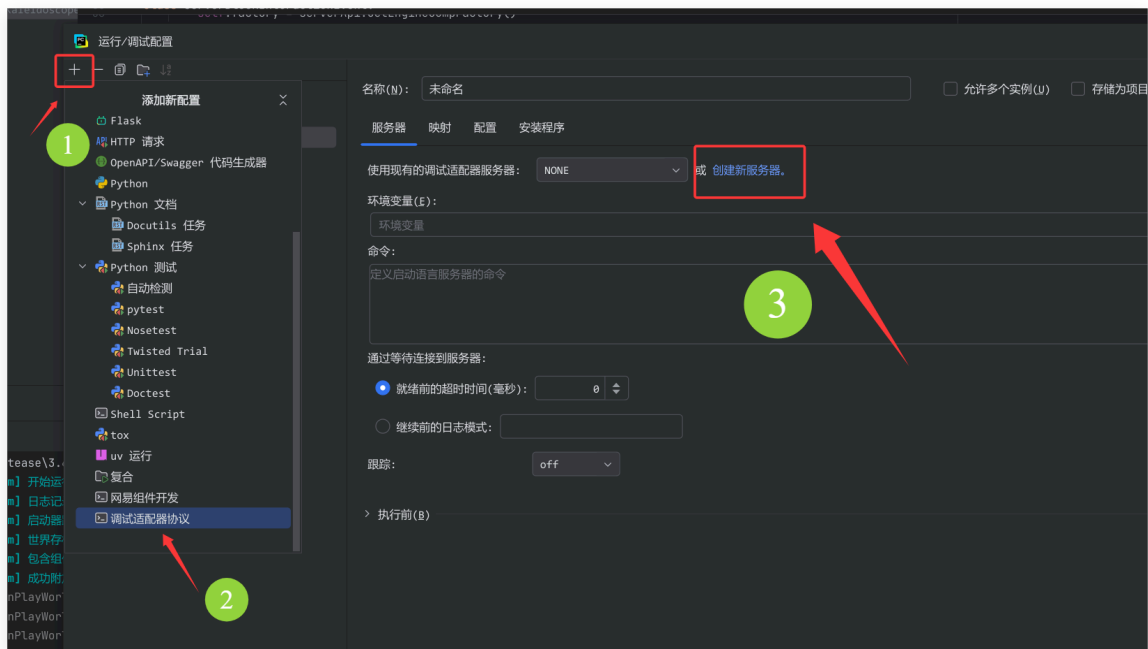 运行/调试配置
添加新配置
Flask
HTTP 请求
OpenAPI/Swagger 代码生成器
Python
Python 文档
Docutils 任务
Sphinx 任务
Python 测试
自动检测
pytest
Nosetest
Twisted Trial
Unittest
Doctest
Shell Script
tox
uv 运行
复合
网易组件开发
调试适配器协议
1
2
名称(N): 未命名
允许多个实例(U) 存储为项目
服务器 映射 配置 安装程序
使用现有的调试适配器服务器: NONE 或 创建新服务器。
环境变量(E):
环境变量
命令:
定义启动语言服务器的命令
3
通过等待连接到服务器:
就绪前的超时时间(毫秒): 0
继续前的日志模式:
跟踪: off
执行前(B)
tease\3.
m] 开始运
m] 日志记
m] 启动器
m] 世界存
m] 包含组
m] 成功附
nPlayWor
nPlayWor
nPlayWor